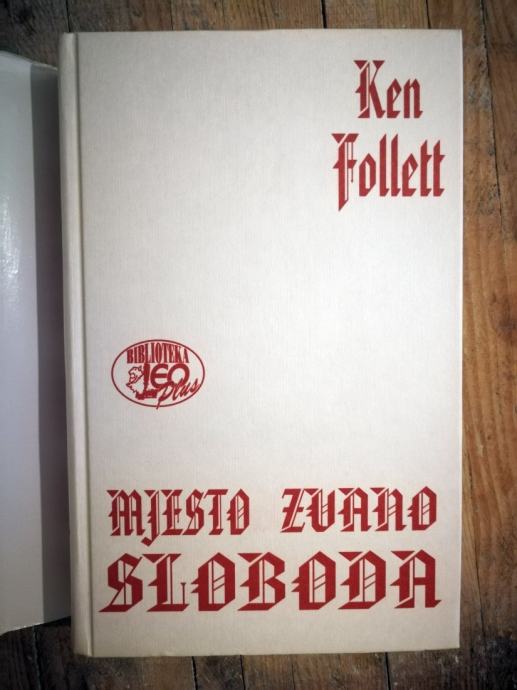 Ken
Follett
BIBLIOTEKA
LEO
plus
MJESTO ZVANO
SLOBODA